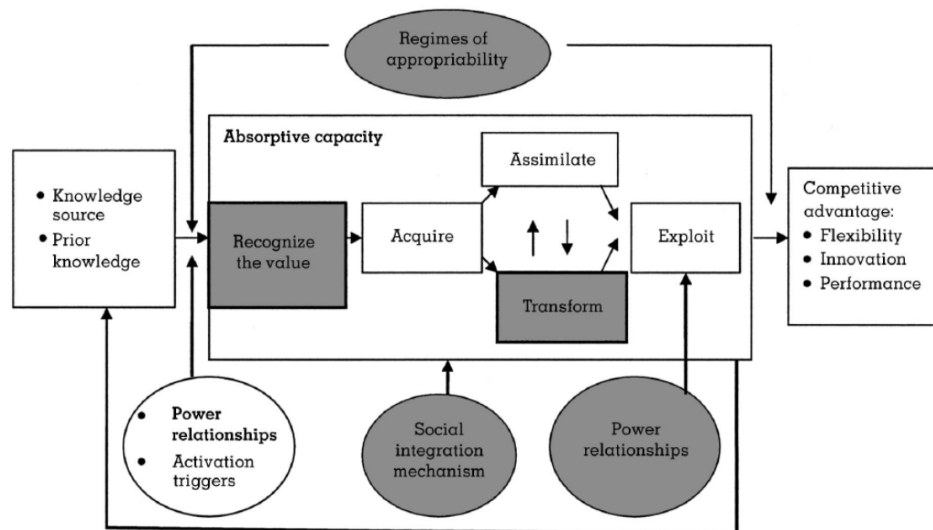 Regimes of
appropriability
Absorptive capacity
Assimilate
• Knowledge
source
• Prior
knowledge
Recognize
the value
Acquire
Exploit
Transform
Competitive
advantage:
• Flexibility
• Innovation
• Performance
• Power
relationships
• Activation
triggers
Social
integration
mechanism
Power
relationships